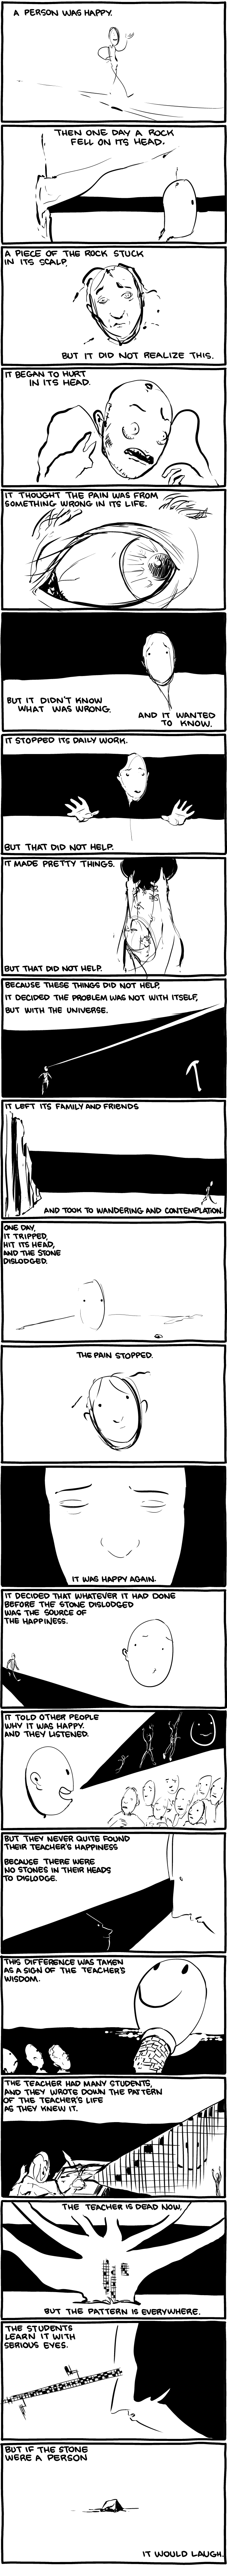 A PERSON WAS HAPPY.
THEN ONE DAY A ROCK
FELL ON ITS HEAD.
A PIECE OF THE ROCK STUCK
IN ITS SCALP,
BUT IT DID NOT REALIZE THIS.
IT BEGAN TO HURT
IN ITS HEAD.
IT THOUGHT THE PAIN WAS FROM
SOMETHING WRONG IN ITS LIFE.
BUT IT DIDN'T KNOW
WHAT WAS WRONG.
AND IT WANTED
TO KNOW.
IT STOPPED ITS DAILY WORK.
BUT THAT DID NOT HELP.
IT MADE PRETTY THINGS.
BUT THAT DID NOT HELP.
BECAUSE THESE THINGS DID NOT HELP,
IT DECIDED THE PROBLEM WAS NOT WITH ITSELF,
BUT WITH THE UNIVERSE.
IT LEFT ITS FAMILY AND FRIENDS
AND TOOK TO WANDERING AND CONTEMPLATION.
ONE DAY,
IT TRIPPED,
HIT ITS HEAD,
AND THE STONE
DISLODGED.
THE PAIN STOPPED.
IT WAS HAPPY AGAIN.
IT DECIDED THAT WHATEVER IT HAD DONE
BEFORE THE STONE DISLODGED
WAS THE SOURCE OF
THE HAPPINESS.
IT TOLD OTHER PEOPLE
WHY IT WAS HAPPY.
AND THEY LISTENED.
BUT THEY NEVER QUITE FOUND
THEIR TEACHER'S HAPPINESS
BECAUSE THERE WERE
NO STONES IN THEIR HEADS
TO DISLODGE.
THIS DIFFERENCE WAS TAKEN
AS A SIGN OF THE TEACHER'S
WISDOM.
THE TEACHER HAD MANY STUDENTS,
AND THEY WROTE DOWN THE PATTERN
OF THE TEACHER'S LIFE
AS THEY KNEW IT.
THE TEACHER IS DEAD NOW,
BUT THE PATTERN IS EVERYWHERE.
THE STUDENTS
LEARN IT WITH
SERIOUS EYES.
BUT IF THE STONE
WERE A PERSON
IT WOULD LAUGH.